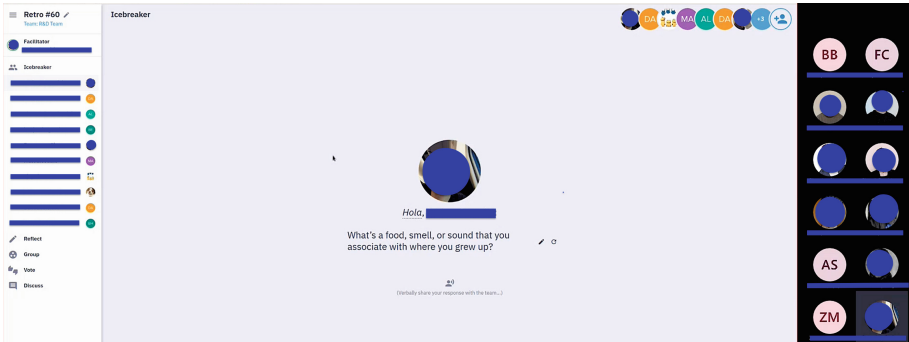 Retro #60
Team: R&D Team
Facilitator
Icebreaker
Reflect
Group
Vote
Discuss
Icebreaker
DA
MA
AL
DA
+3
Hola,
What's a food, smell, or sound that you
associate with where you grew up?
(Verbally share your response with the team...)
BB
FC
AS
ZM